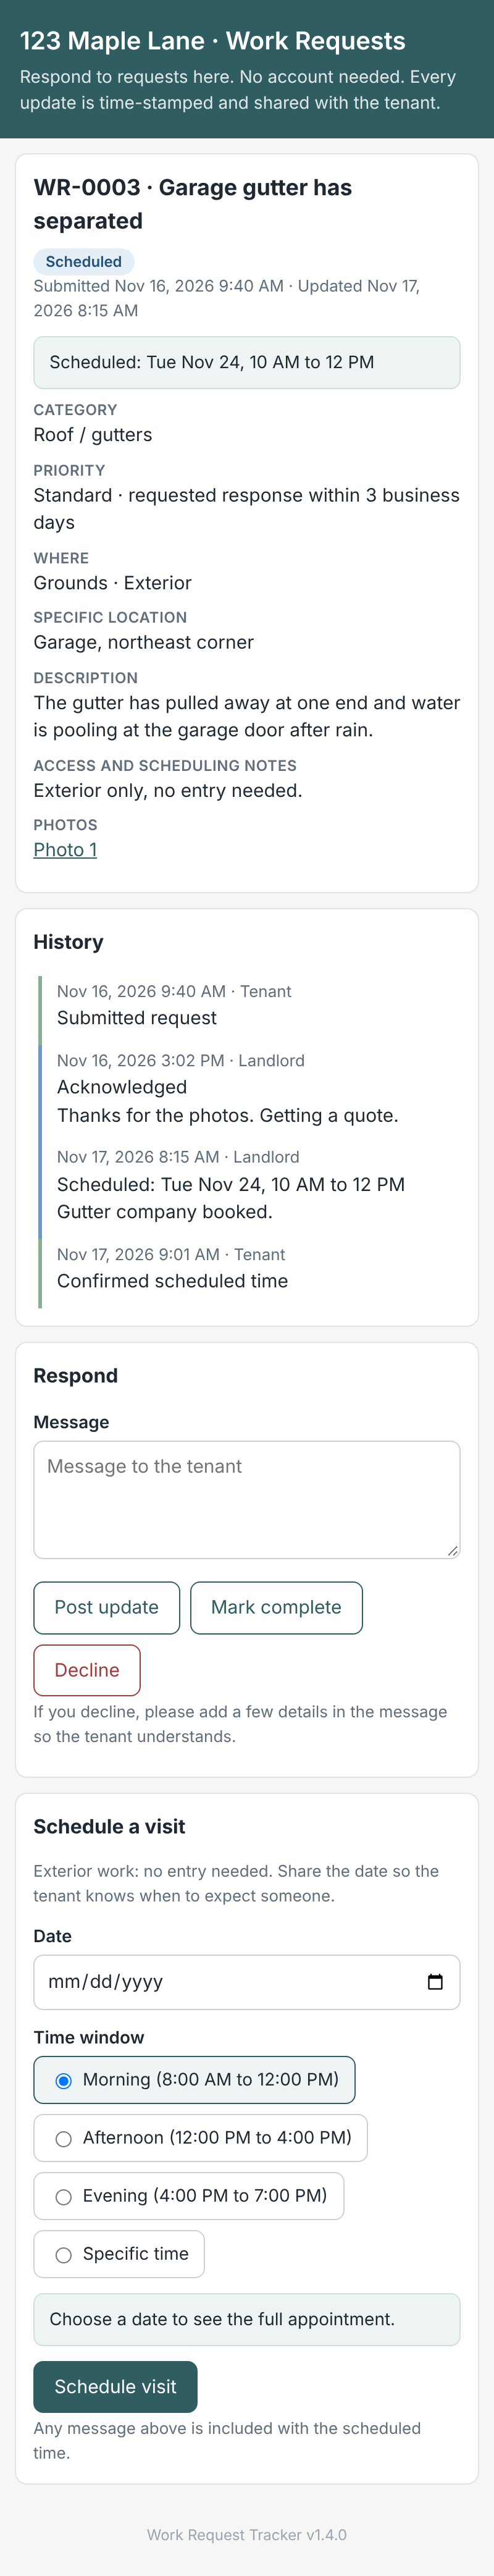 123 Maple Lane · Work Requests
Respond to requests here. No account needed. Every
update is time-stamped and shared with the tenant.
WR-0003 · Garage gutter has
separated
Scheduled
Submitted Nov 16, 2026 9:40 AM · Updated Nov 17,
2026 8:15 AM
Scheduled: Tue Nov 24, 10 AM to 12 PM
CATEGORY
Roof / gutters
PRIORITY
Standard · requested response within 3 business
days
WHERE
Grounds · Exterior
SPECIFIC LOCATION
Garage, northeast corner
DESCRIPTION
The gutter has pulled away at one end and water
is pooling at the garage door after rain.
ACCESS AND SCHEDULING NOTES
Exterior only, no entry needed.
PHOTOS
Photo 1
History
Nov 16, 2026 9:40 AM · Tenant
Submitted request
Nov 16, 2026 3:02 PM · Landlord
Acknowledged
Thanks for the photos. Getting a quote.
Nov 17, 2026 8:15 AM · Landlord
Scheduled: Tue Nov 24, 10 AM to 12 PM
Gutter company booked.
Nov 17, 2026 9:01 AM · Tenant
Confirmed scheduled time
Respond
Message
Message to the tenant
Post update
Mark complete
Decline
If you decline, please add a few details in the message
so the tenant understands.
Schedule a visit
Exterior work: no entry needed. Share the date so the
tenant knows when to expect someone.
Date
mm/dd/yyyy
Time window
Morning (8:00 AM to 12:00 PM)
Afternoon (12:00 PM to 4:00 PM)
Evening (4:00 PM to 7:00 PM)
Specific time
Choose a date to see the full appointment.
Schedule visit
Any message above is included with the scheduled
time.
Work Request Tracker v1.4.0